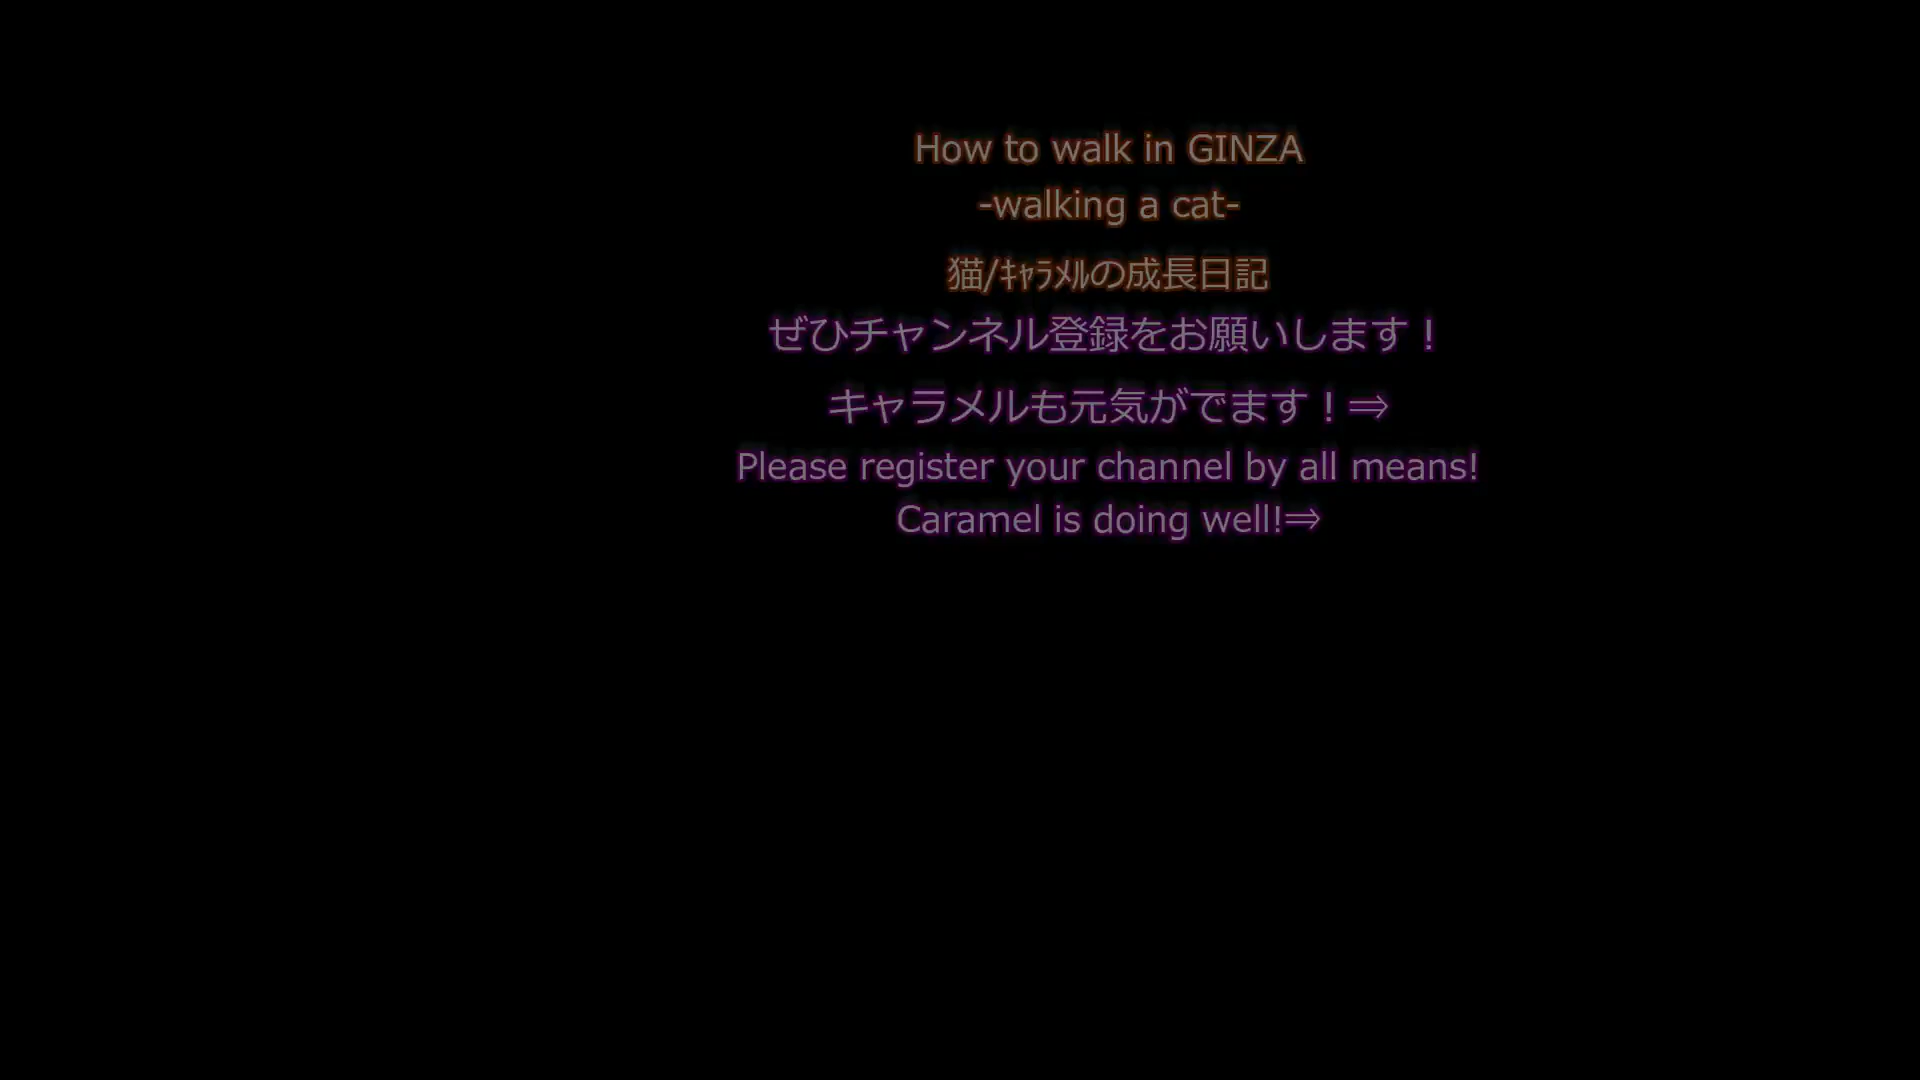 How to walk in GINZA
-walking a cat-
猫/ｷｬﾗﾒﾙの成長日記
ぜひチャンネル登録をお願いします！
キャラメルも元気がでます！⇒
Please register your channel by all means!
Caramel is doing well!⇒